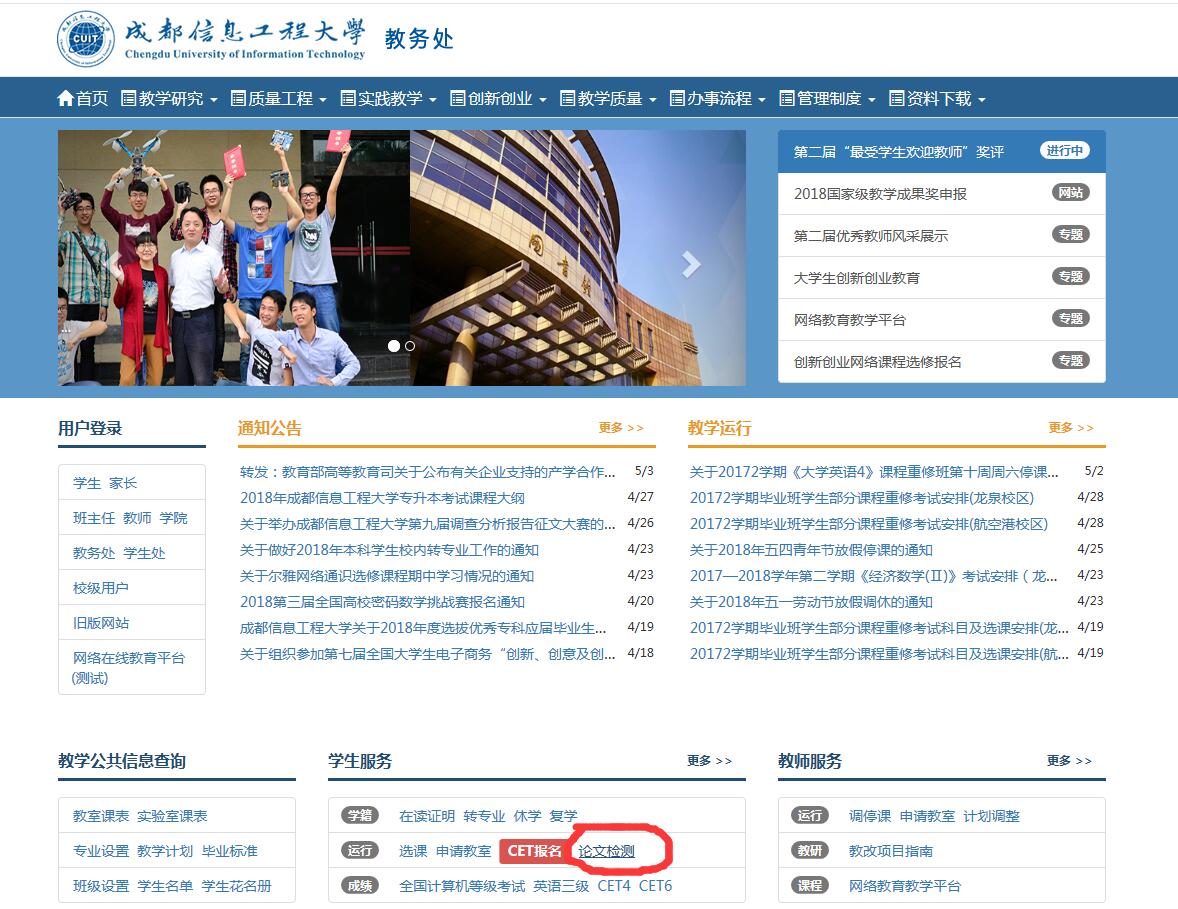 CUIT
成都信息工程大學
Chengdu University of Information Technology
教务处
首页 教学研究 质量工程 实践教学 创新创业 教学质量 办事流程 管理制度 资料下载
第二届“最受学生欢迎教师”奖评 进行中
2018国家级教学成果奖申报 网站
第二届优秀教师风采展示 专题
大学生创新创业教育 专题
网络教育教学平台 专题
创新创业网络课程选修报名 专题
...
用户登录
学生 家长
班主任 教师 学院
教务处 学生处
校级用户
旧版网站
网络在线教育平台
(测试)
通知公告 更多 >>
转发：教育部高等教育司关于公布有关企业支持的产学合作... 5/3
2018年成都信息工程大学专升本考试课程大纲 4/27
关于举办成都信息工程大学第九届调查分析报告征文大赛的... 4/26
关于做好2018年本科学生校内转专业工作的通知 4/23
关于尔雅网络通识选修课程期中学习情况的通知 4/23
2018第三届全国高校密码数学挑战赛报名通知 4/20
成都信息工程大学关于2018年度选拔优秀专科应届毕业生... 4/19
关于组织参加第七届全国大学生电子商务“创新、创意及创... 4/18
教学运行 更多 >>
关于20172学期《大学英语4》课程重修班第十周周六停课... 5/2
20172学期毕业班学生部分课程重修考试安排(龙泉校区) 4/28
20172学期毕业班学生部分课程重修考试安排(航空港校区) 4/28
关于2018年五四青年节放假停课的通知 4/25
2017—2018学年第二学期《经济数学(Ⅱ)》考试安排（龙... 4/23
关于2018年五一劳动节放假调休的通知 4/23
20172学期毕业班学生部分课程重修考试科目及选课安排(龙... 4/19
20172学期毕业班学生部分课程重修考试科目及选课安排(航... 4/19
教学公共信息查询
教室课表 实验室课表
专业设置 教学计划 毕业标准
班级设置 学生名单 学生花名册
学生服务 更多 >>
学籍 在读证明 转专业 休学 复学
运行 选课 申请教室 CET报名 论文检测
成绩 全国计算机等级考试 英语三级 CET4 CET6
教师服务 更多 >>
运行 调停课 申请教室 计划调整
教研 教改项目指南
课程 网络教育教学平台